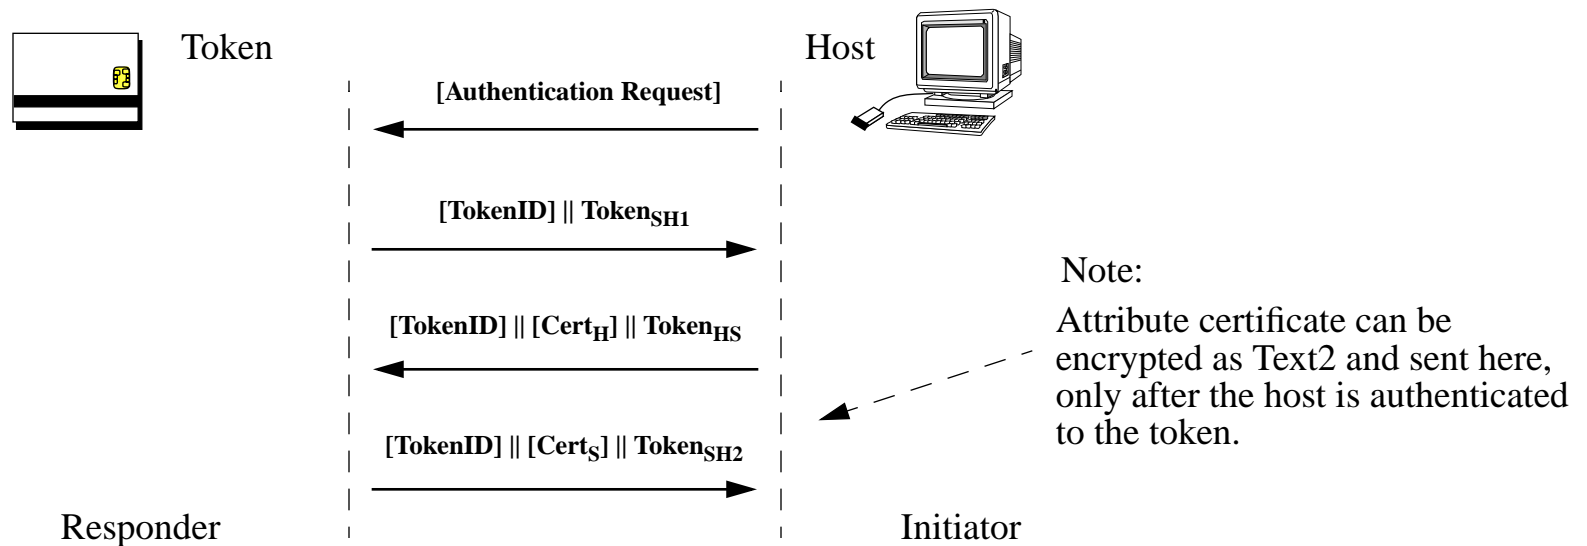 Token
Host
[Authentication Request]
[TokenID] || Token_SH1
Note:
[TokenID] || [Cert_H] || Token_HS
Attribute certificate can be
encrypted as Text2 and sent here,
only after the host is authenticated
to the token.
[TokenID] || [Cert_S] || Token_SH2
Responder
Initiator